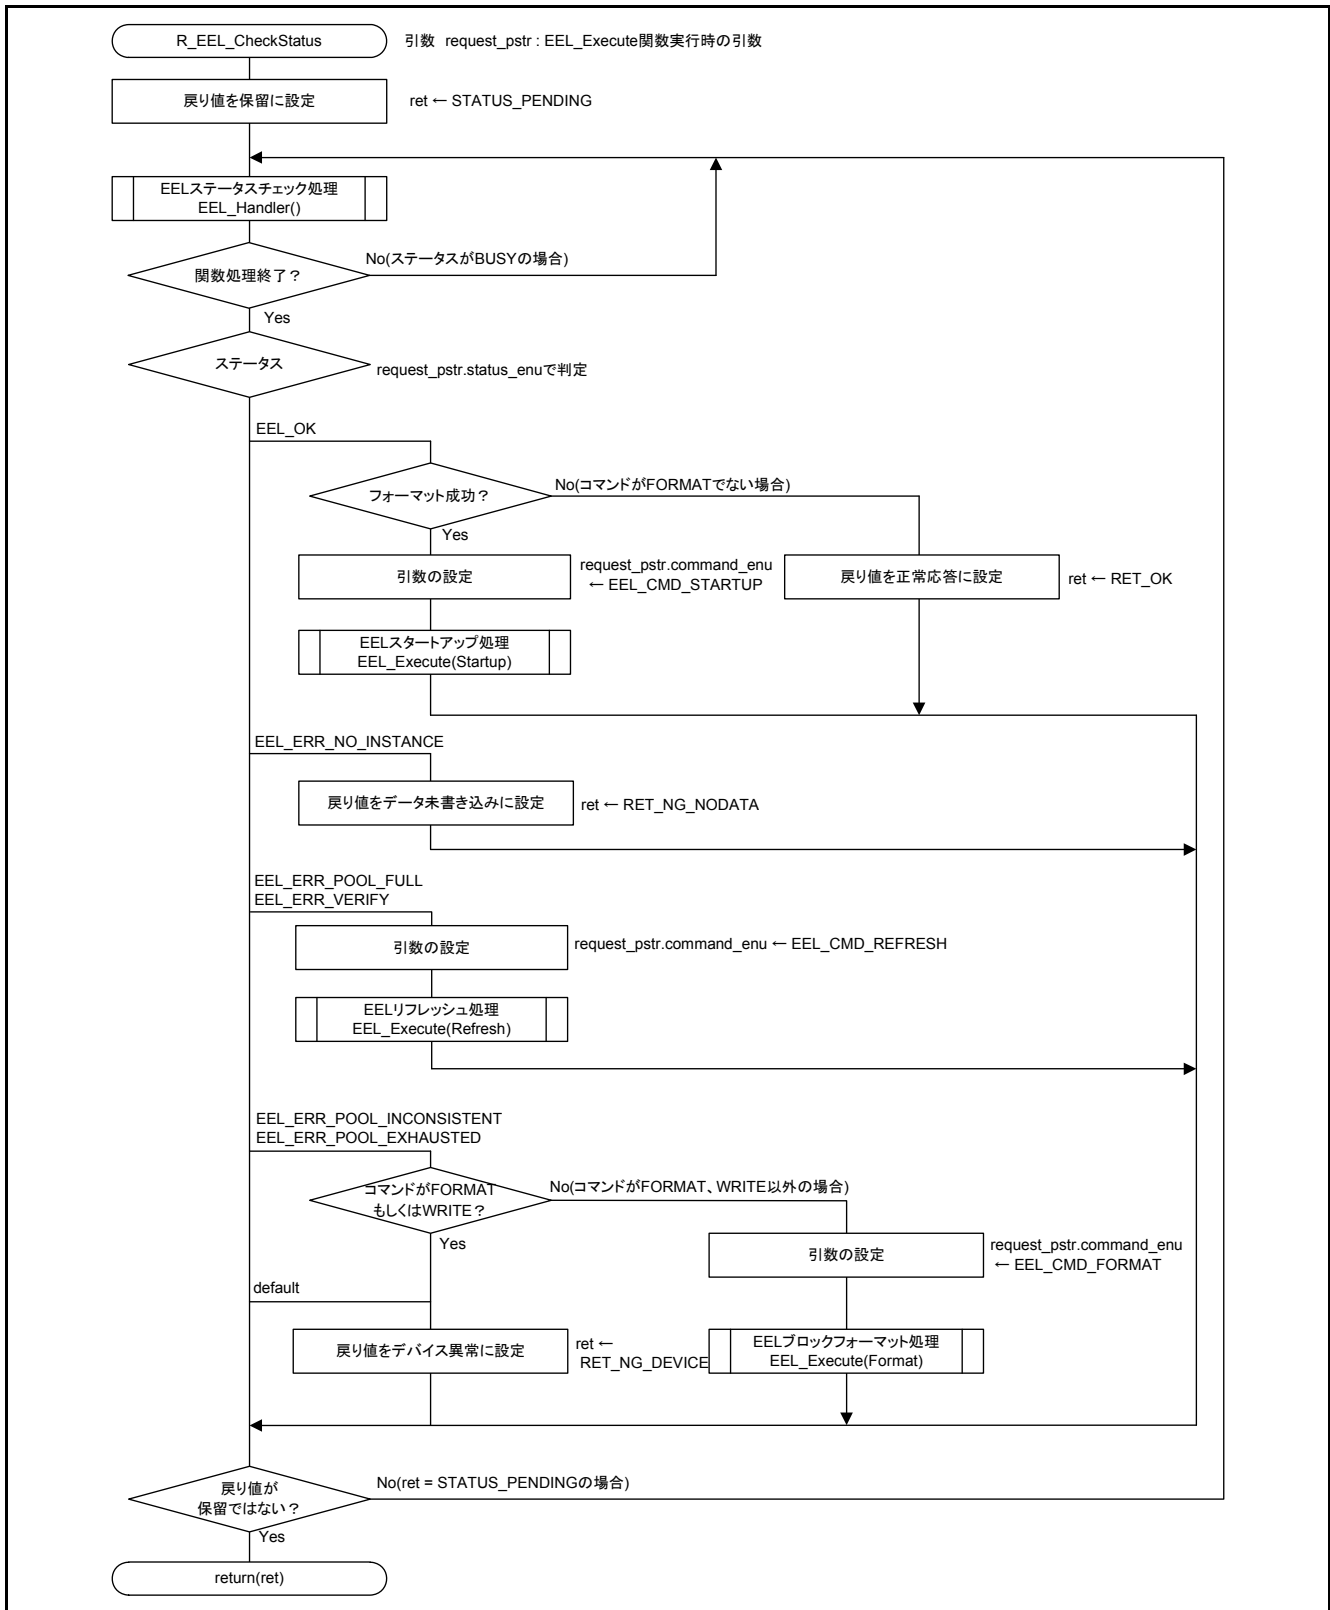 R_EEL_CheckStatus
引数 request_pstr : EEL_Execute関数実行時の引数
戻り値を保留に設定
ret ← STATUS_PENDING
EELステータスチェック処理
EEL_Handler()
No(ステータスがBUSYの場合)
関数処理終了？
Yes
ステータス
request_pstr.status_enuで判定
EEL_OK
フォーマット成功？
No(コマンドがFORMATでない場合)
Yes
引数の設定
request_pstr.command_enu
← EEL_CMD_STARTUP
戻り値を正常応答に設定
ret ← RET_OK
EELスタートアップ処理
EEL_Execute(Startup)
EEL_ERR_NO_INSTANCE
戻り値をデータ未書き込みに設定
ret ← RET_NG_NODATA
EEL_ERR_POOL_FULL
EEL_ERR_VERIFY
引数の設定
request_pstr.command_enu ← EEL_CMD_REFRESH
EELリフレッシュ処理
EEL_Execute(Refresh)
EEL_ERR_POOL_INCONSISTENT
EEL_ERR_POOL_EXHAUSTED
コマンドがFORMAT
もしくはWRITE？
No(コマンドがFORMAT、WRITE以外の場合)
Yes
引数の設定
request_pstr.command_enu
← EEL_CMD_FORMAT
default
戻り値をデバイス異常に設定
ret ←
RET_NG_DEVICE
EELブロックフォーマット処理
EEL_Execute(Format)
戻り値が
保留ではない？
No(ret = STATUS_PENDINGの場合)
Yes
return(ret)